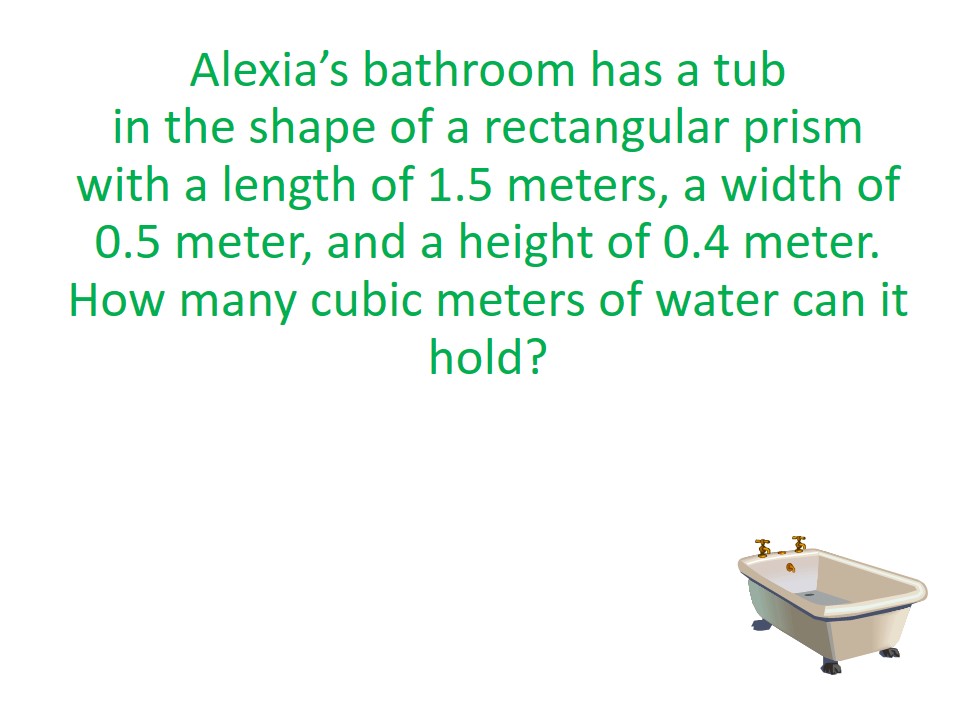 Alexia’s bathroom has a tub
in the shape of a rectangular prism
with a length of 1.5 meters, a width of
0.5 meter, and a height of 0.4 meter.
How many cubic meters of water can it
hold?